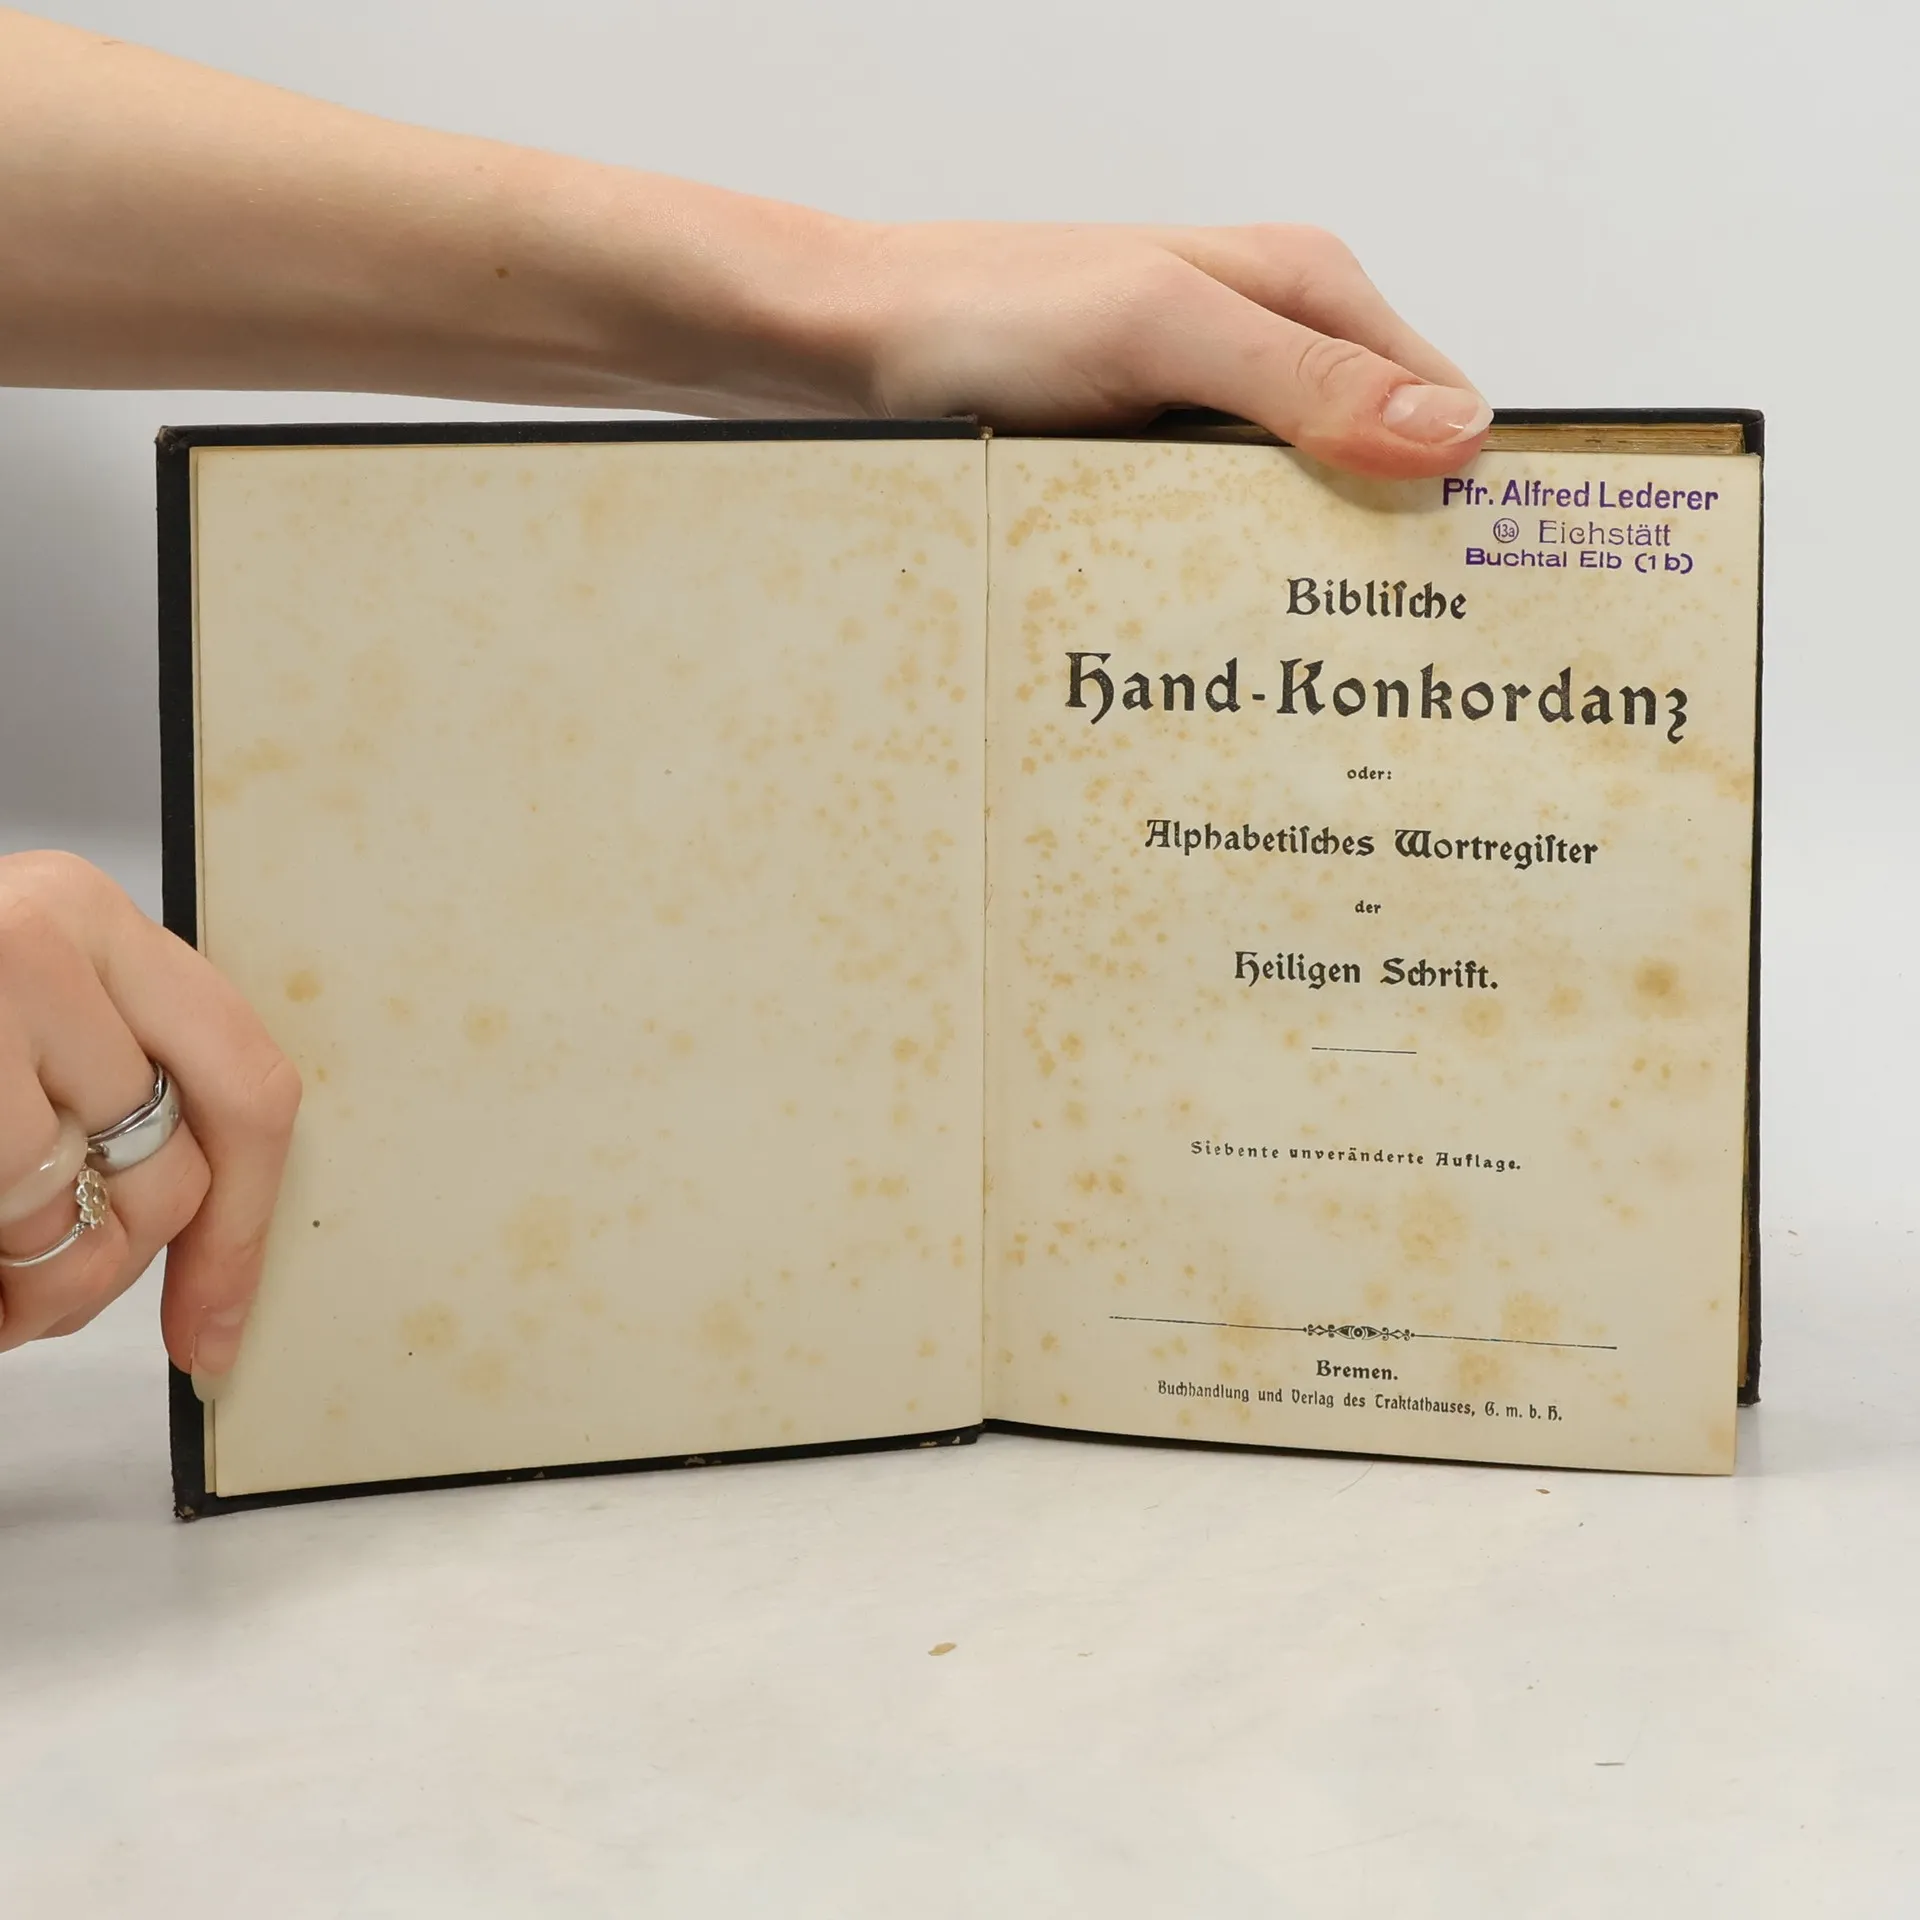 Pfr. Alfred Lederer
13a Eichstätt
Buchtal Elb (1b)
Bibliſche
Hand-Konkordanz
oder:
Alphabetiſches Wortregiſter
der
Heiligen Schrift.
Siebente unveränderte Auflage.
Bremen.
Buchhandlung und Verlag des Traktathauses, G. m. b. H.